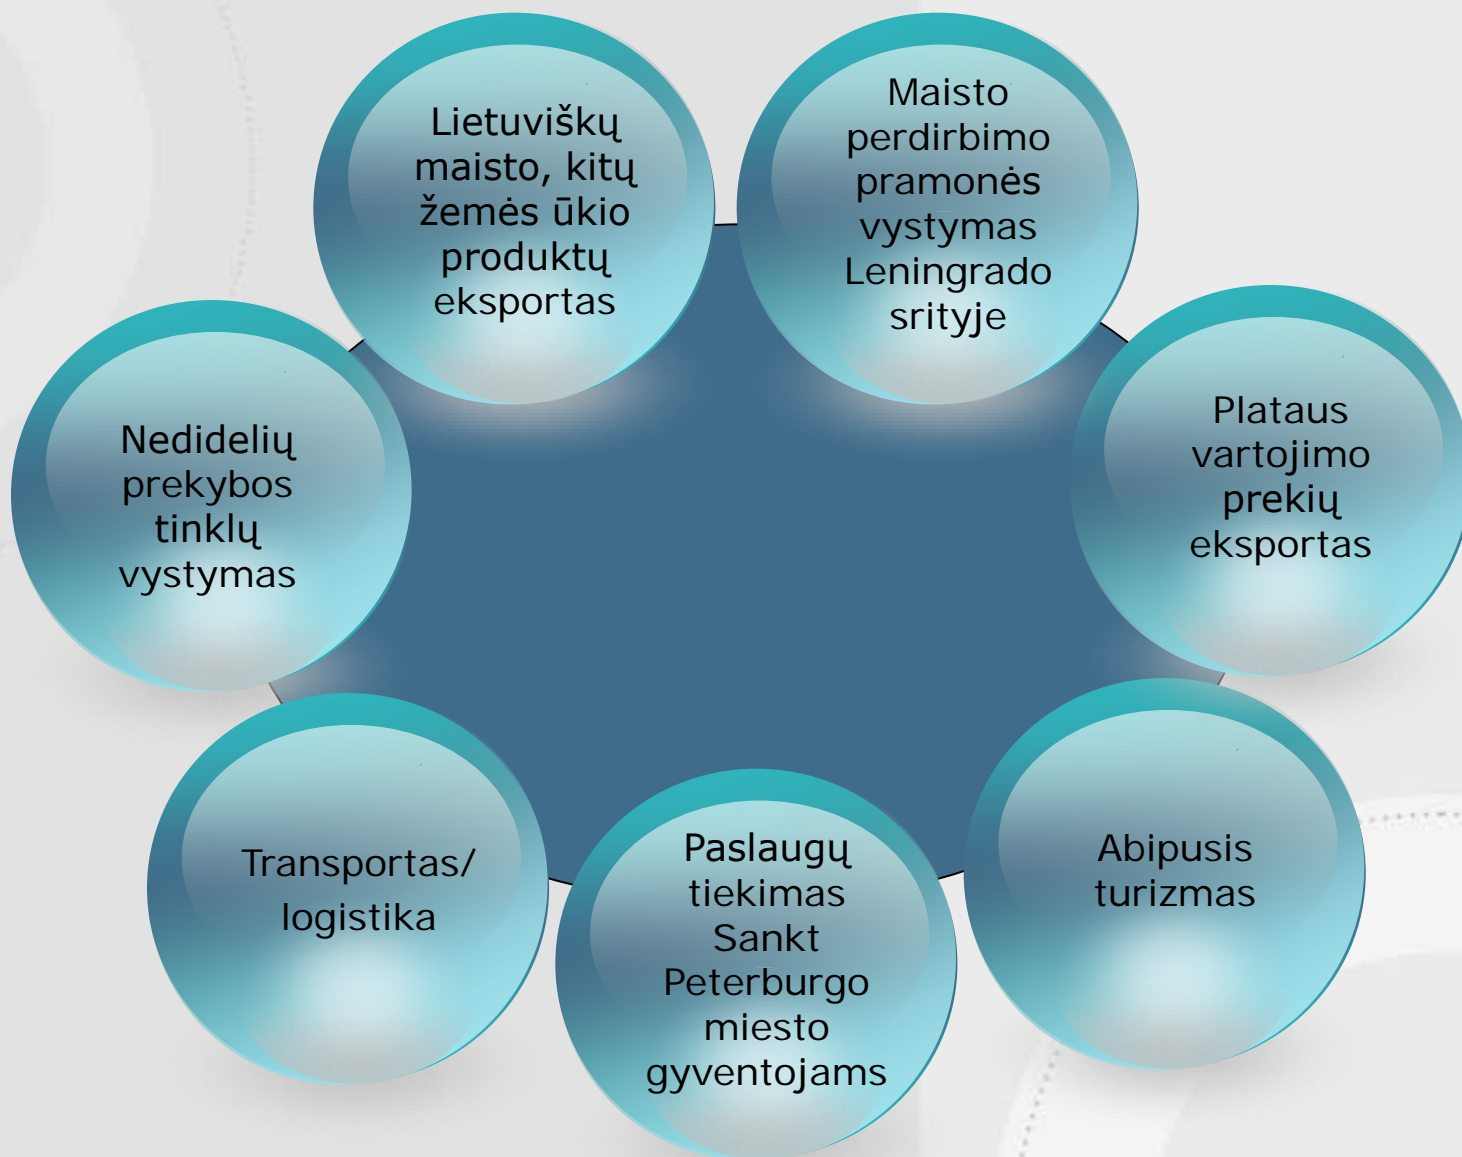 Lietuviškų
maisto, kitų
žemės ūkio
produktų
eksportas
Maisto
perdirbimo
pramonės
vystymas
Leningrado
srityje
Plataus
vartojimo
prekių
eksportas
Abipusis
turizmas
Paslaugų
tiekimas
Sankt
Peterburgo
miesto
gyventojams
Transportas/
logistika
Nedidelių
prekybos
tinklų
vystymas